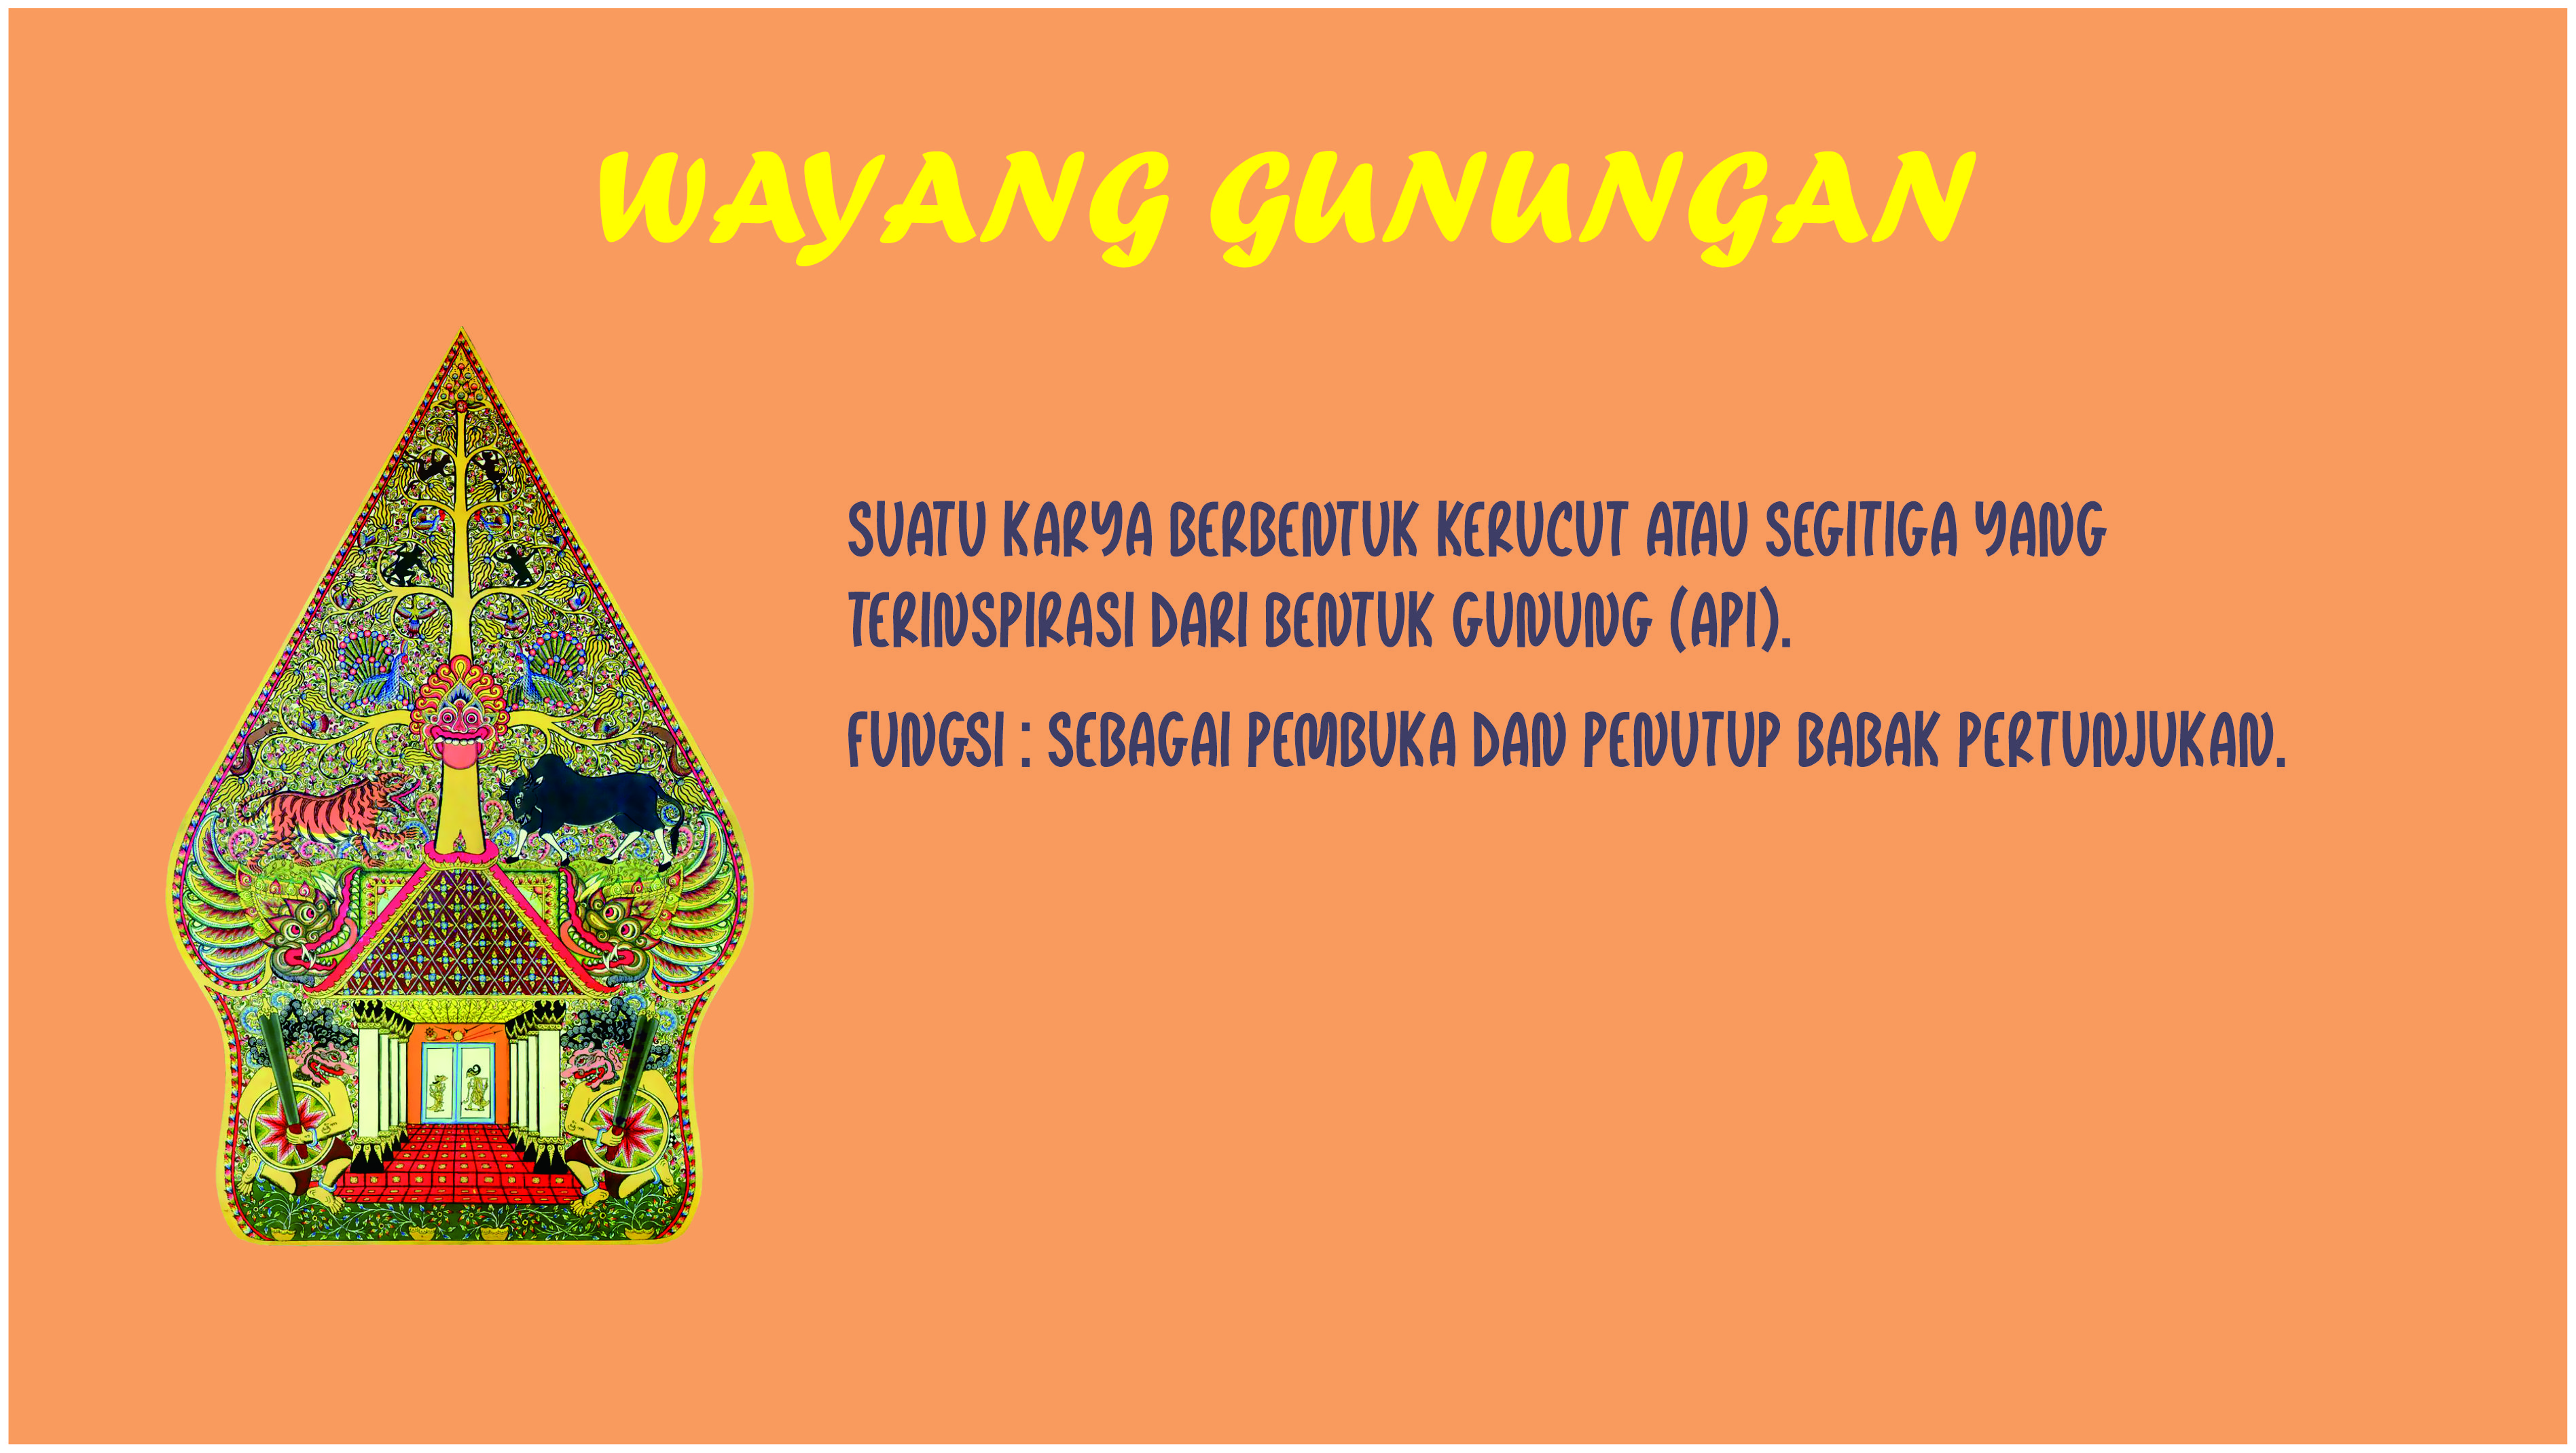 WAYANG GUNUNGAN
SUATU KARYA BERBENTUK KERUCUT ATAU SEGITIGA YANG
TERINSPIRASI DARI BENTUK GUNUNG (API).
FUNGSI : SEBAGAI PEMBUKA DAN PENUTUP BABAK PERTUNJUKAN.